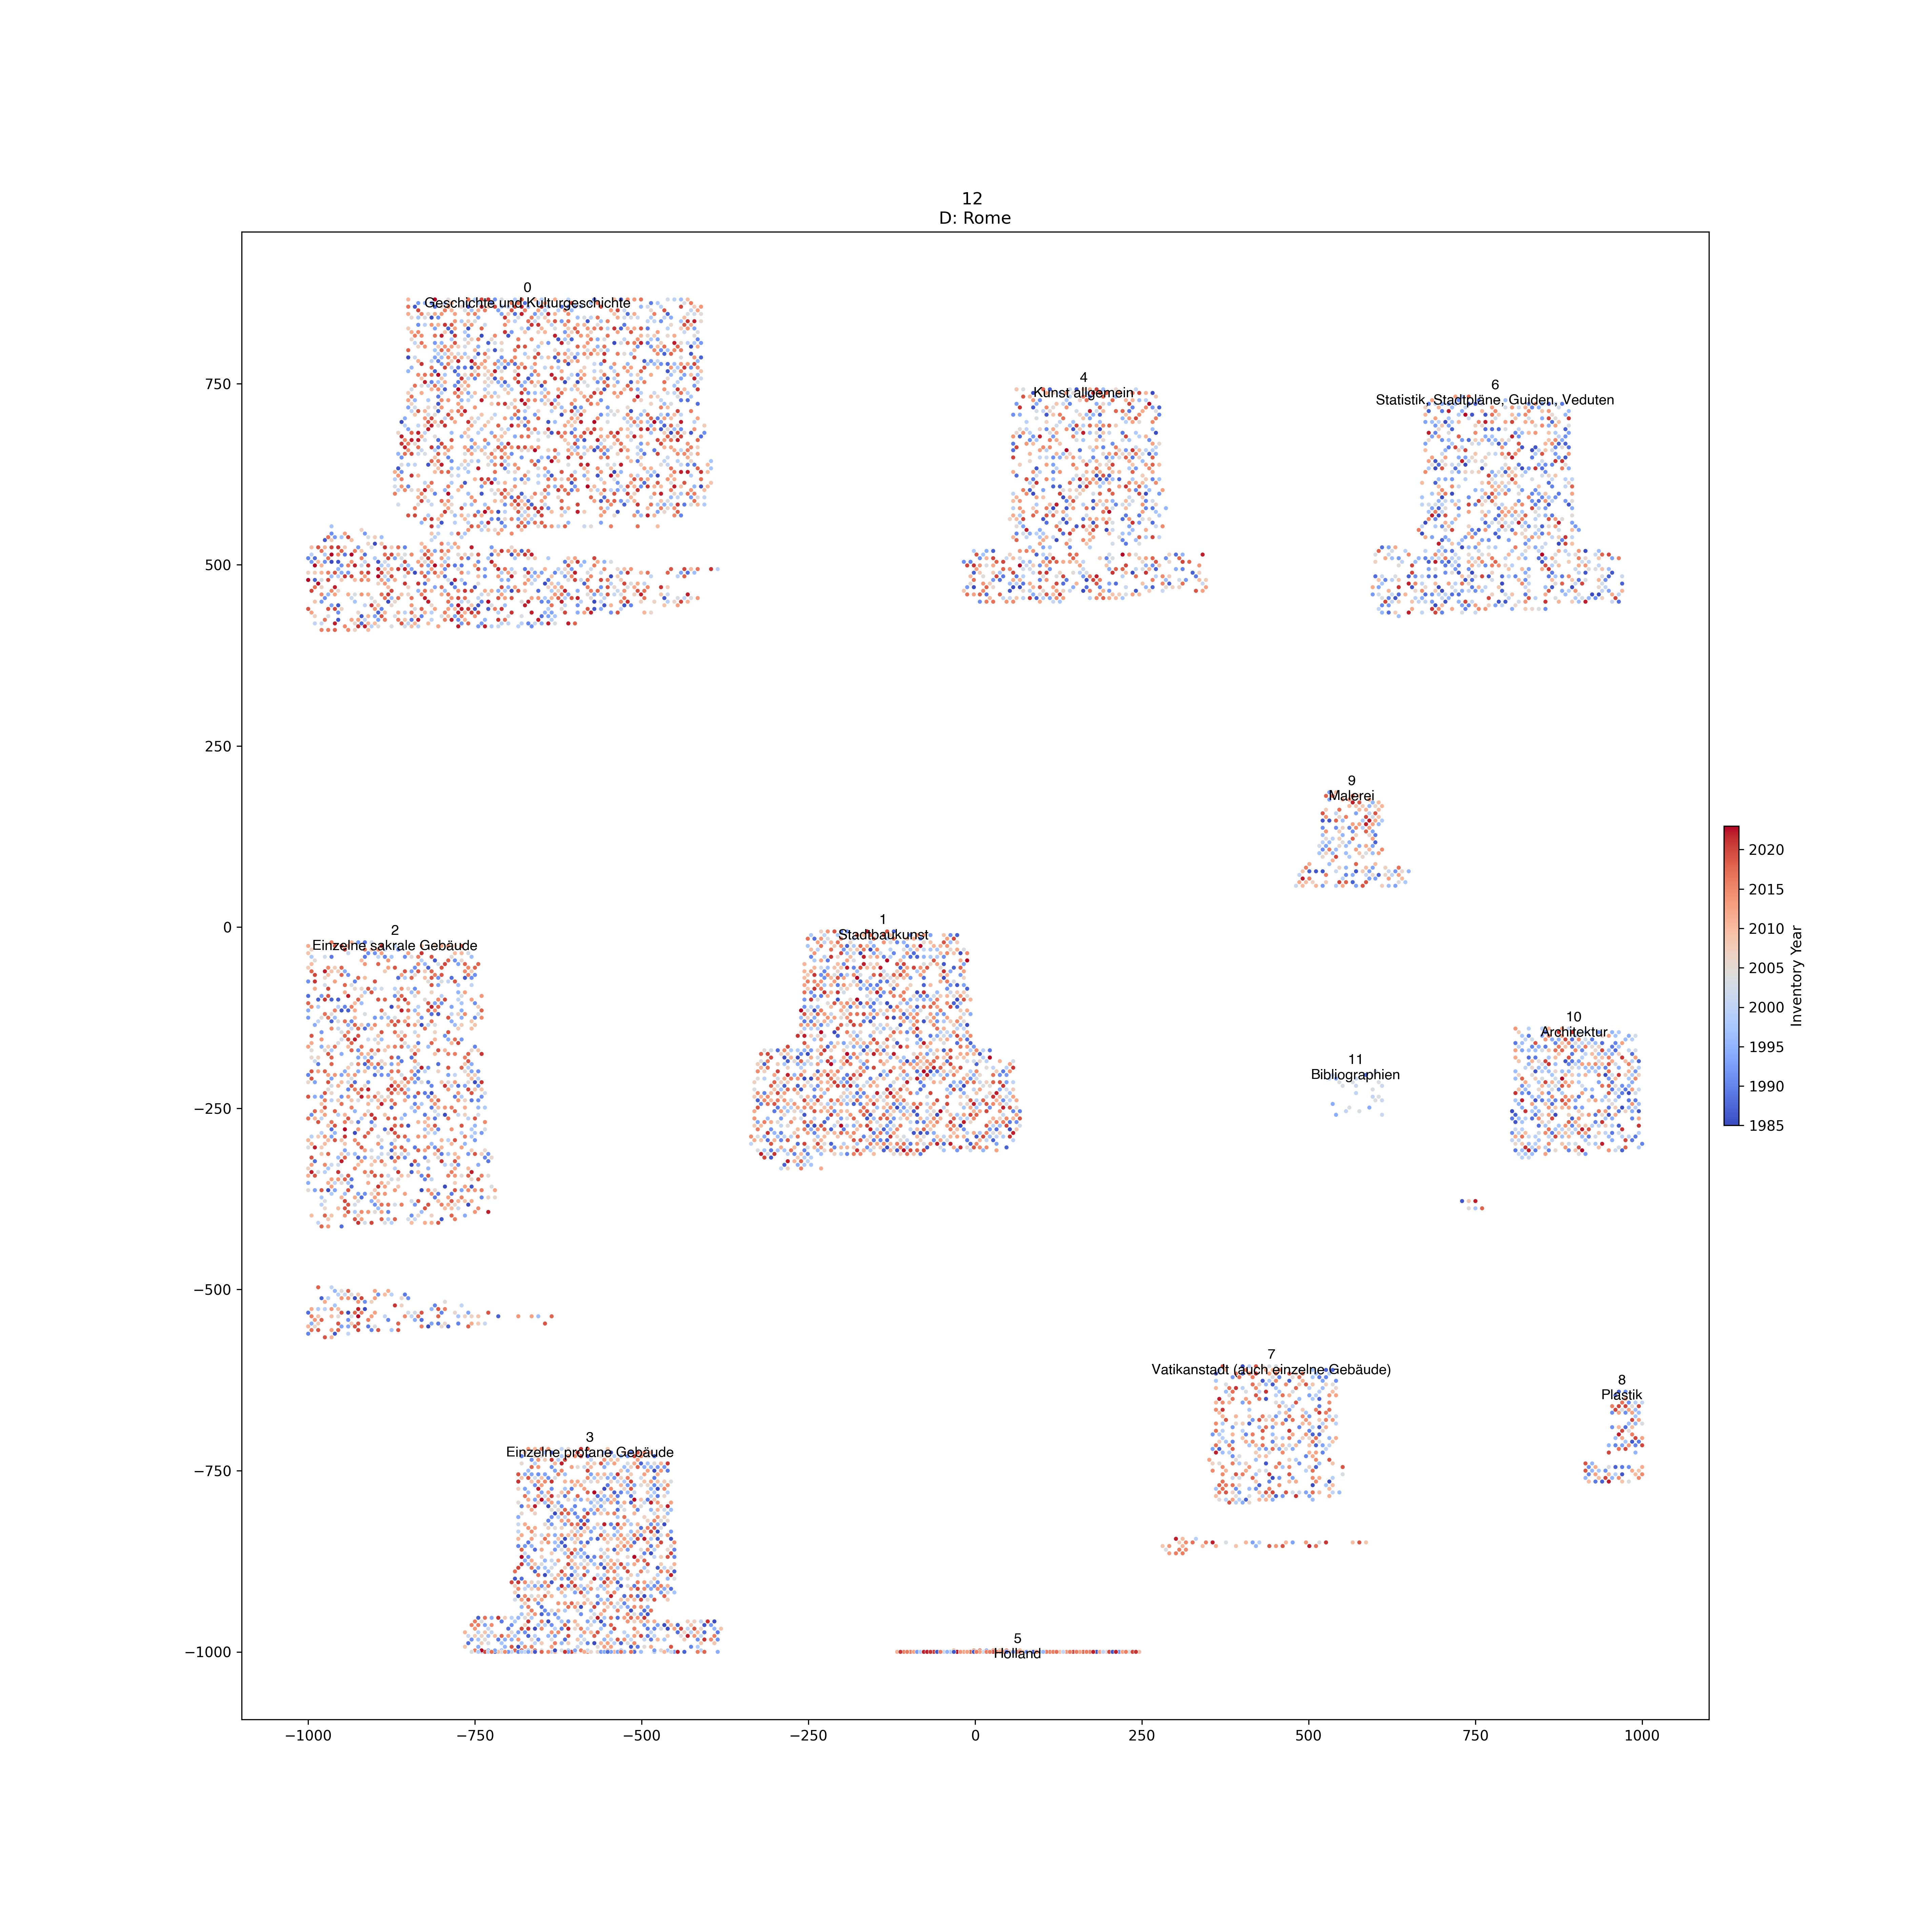 12
D: Rome
0
Geschichte und Kulturgeschichte
4
Kunst allgemein
6
Statistik, Stadtpläne, Guiden, Veduten
9
Malerei
2
Einzelne sakrale Gebäude
1
Stadtbaukunst
10
Architektur
11
Bibliographien
7
Vatikanstadt (auch einzelne Gebäude)
8
Plastik
3
Einzelne profane Gebäude
5
Holland
750
500
250
0
−250
−500
−750
−1000
−1000 −750 −500 −250 0 250 500 750 1000
2020
2015
2010
2005
2000
1995
1990
1985
Inventory Year